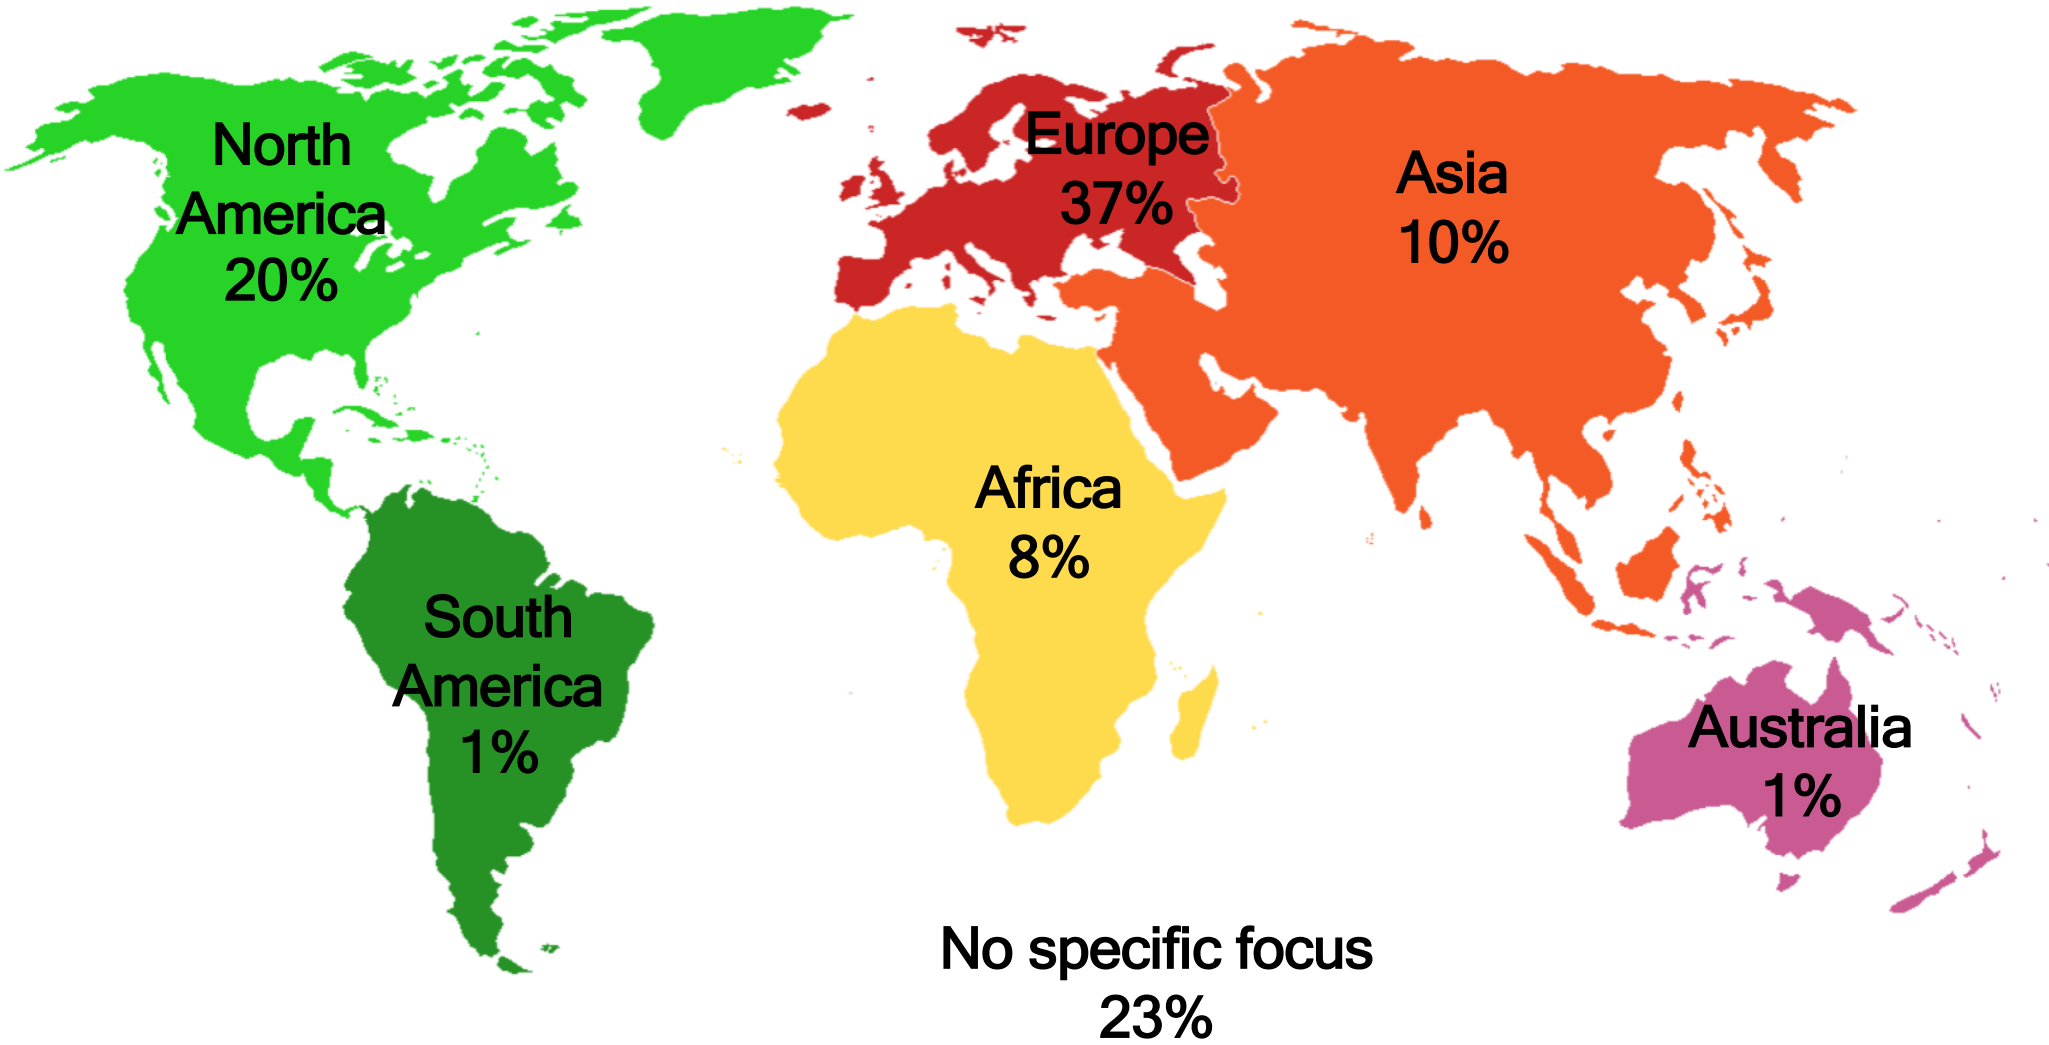 North
America
20%
Europe
37%
Asia
10%
Africa
8%
South
America
1%
Australia
1%
No specific focus
23%